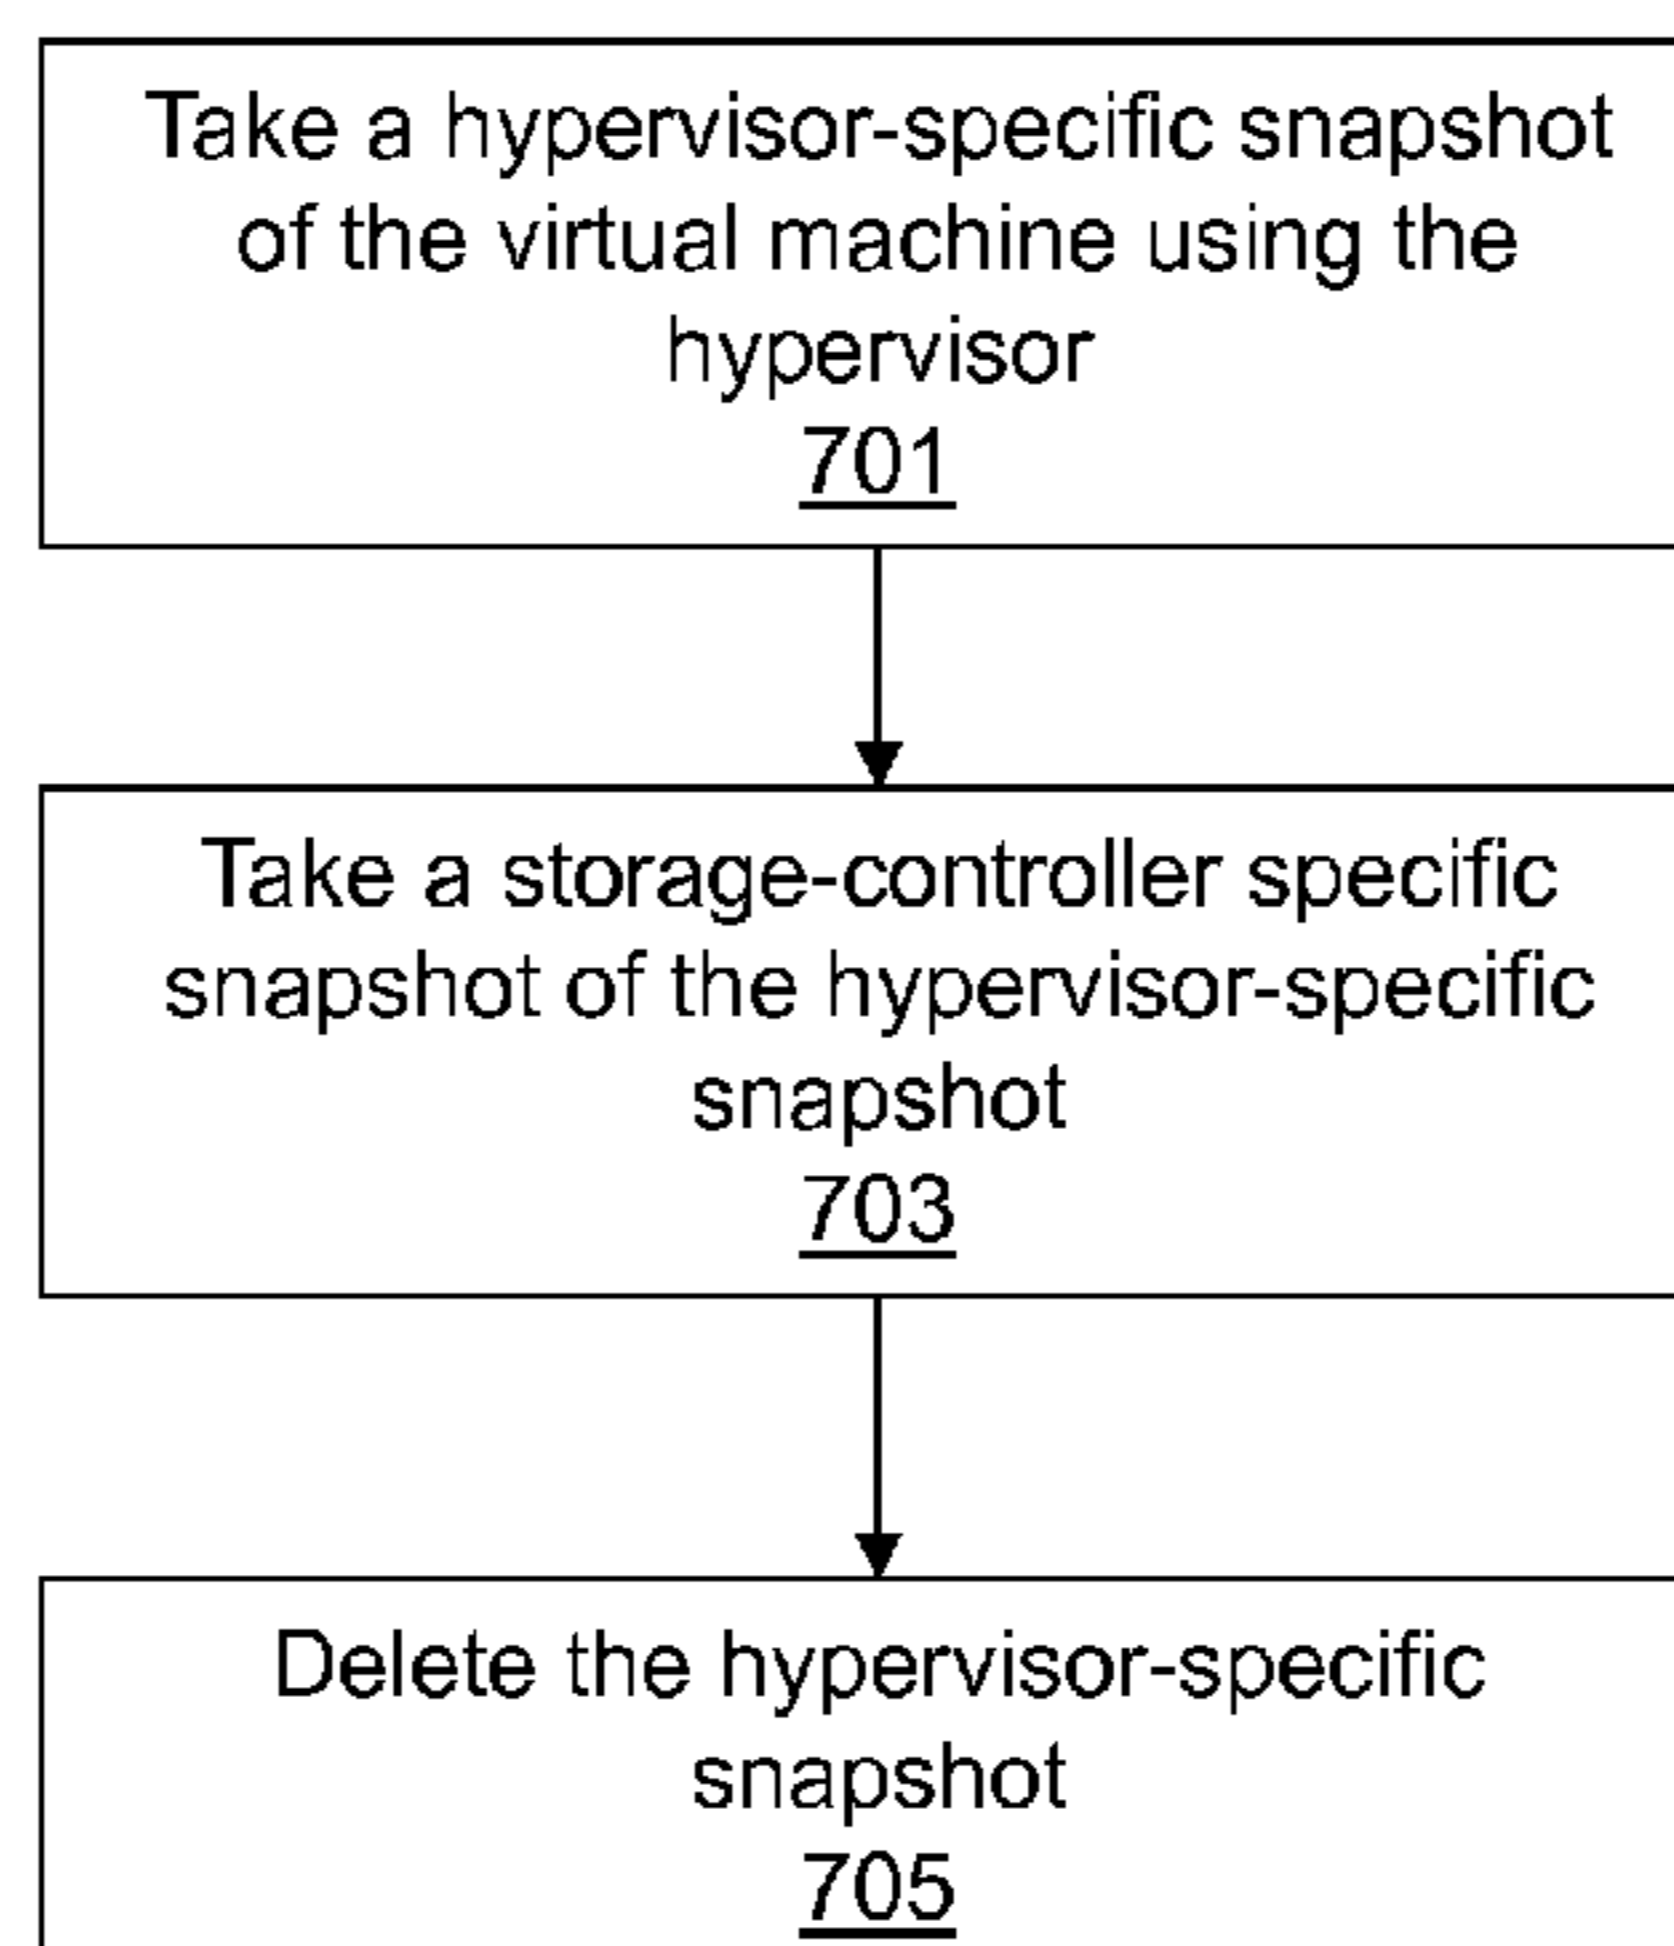 Take a hypervisor-specific snapshot
of the virtual machine using the
hypervisor
701
Take a storage-controller specific
snapshot of the hypervisor-specific
snapshot
703
Delete the hypervisor-specific
snapshot
705